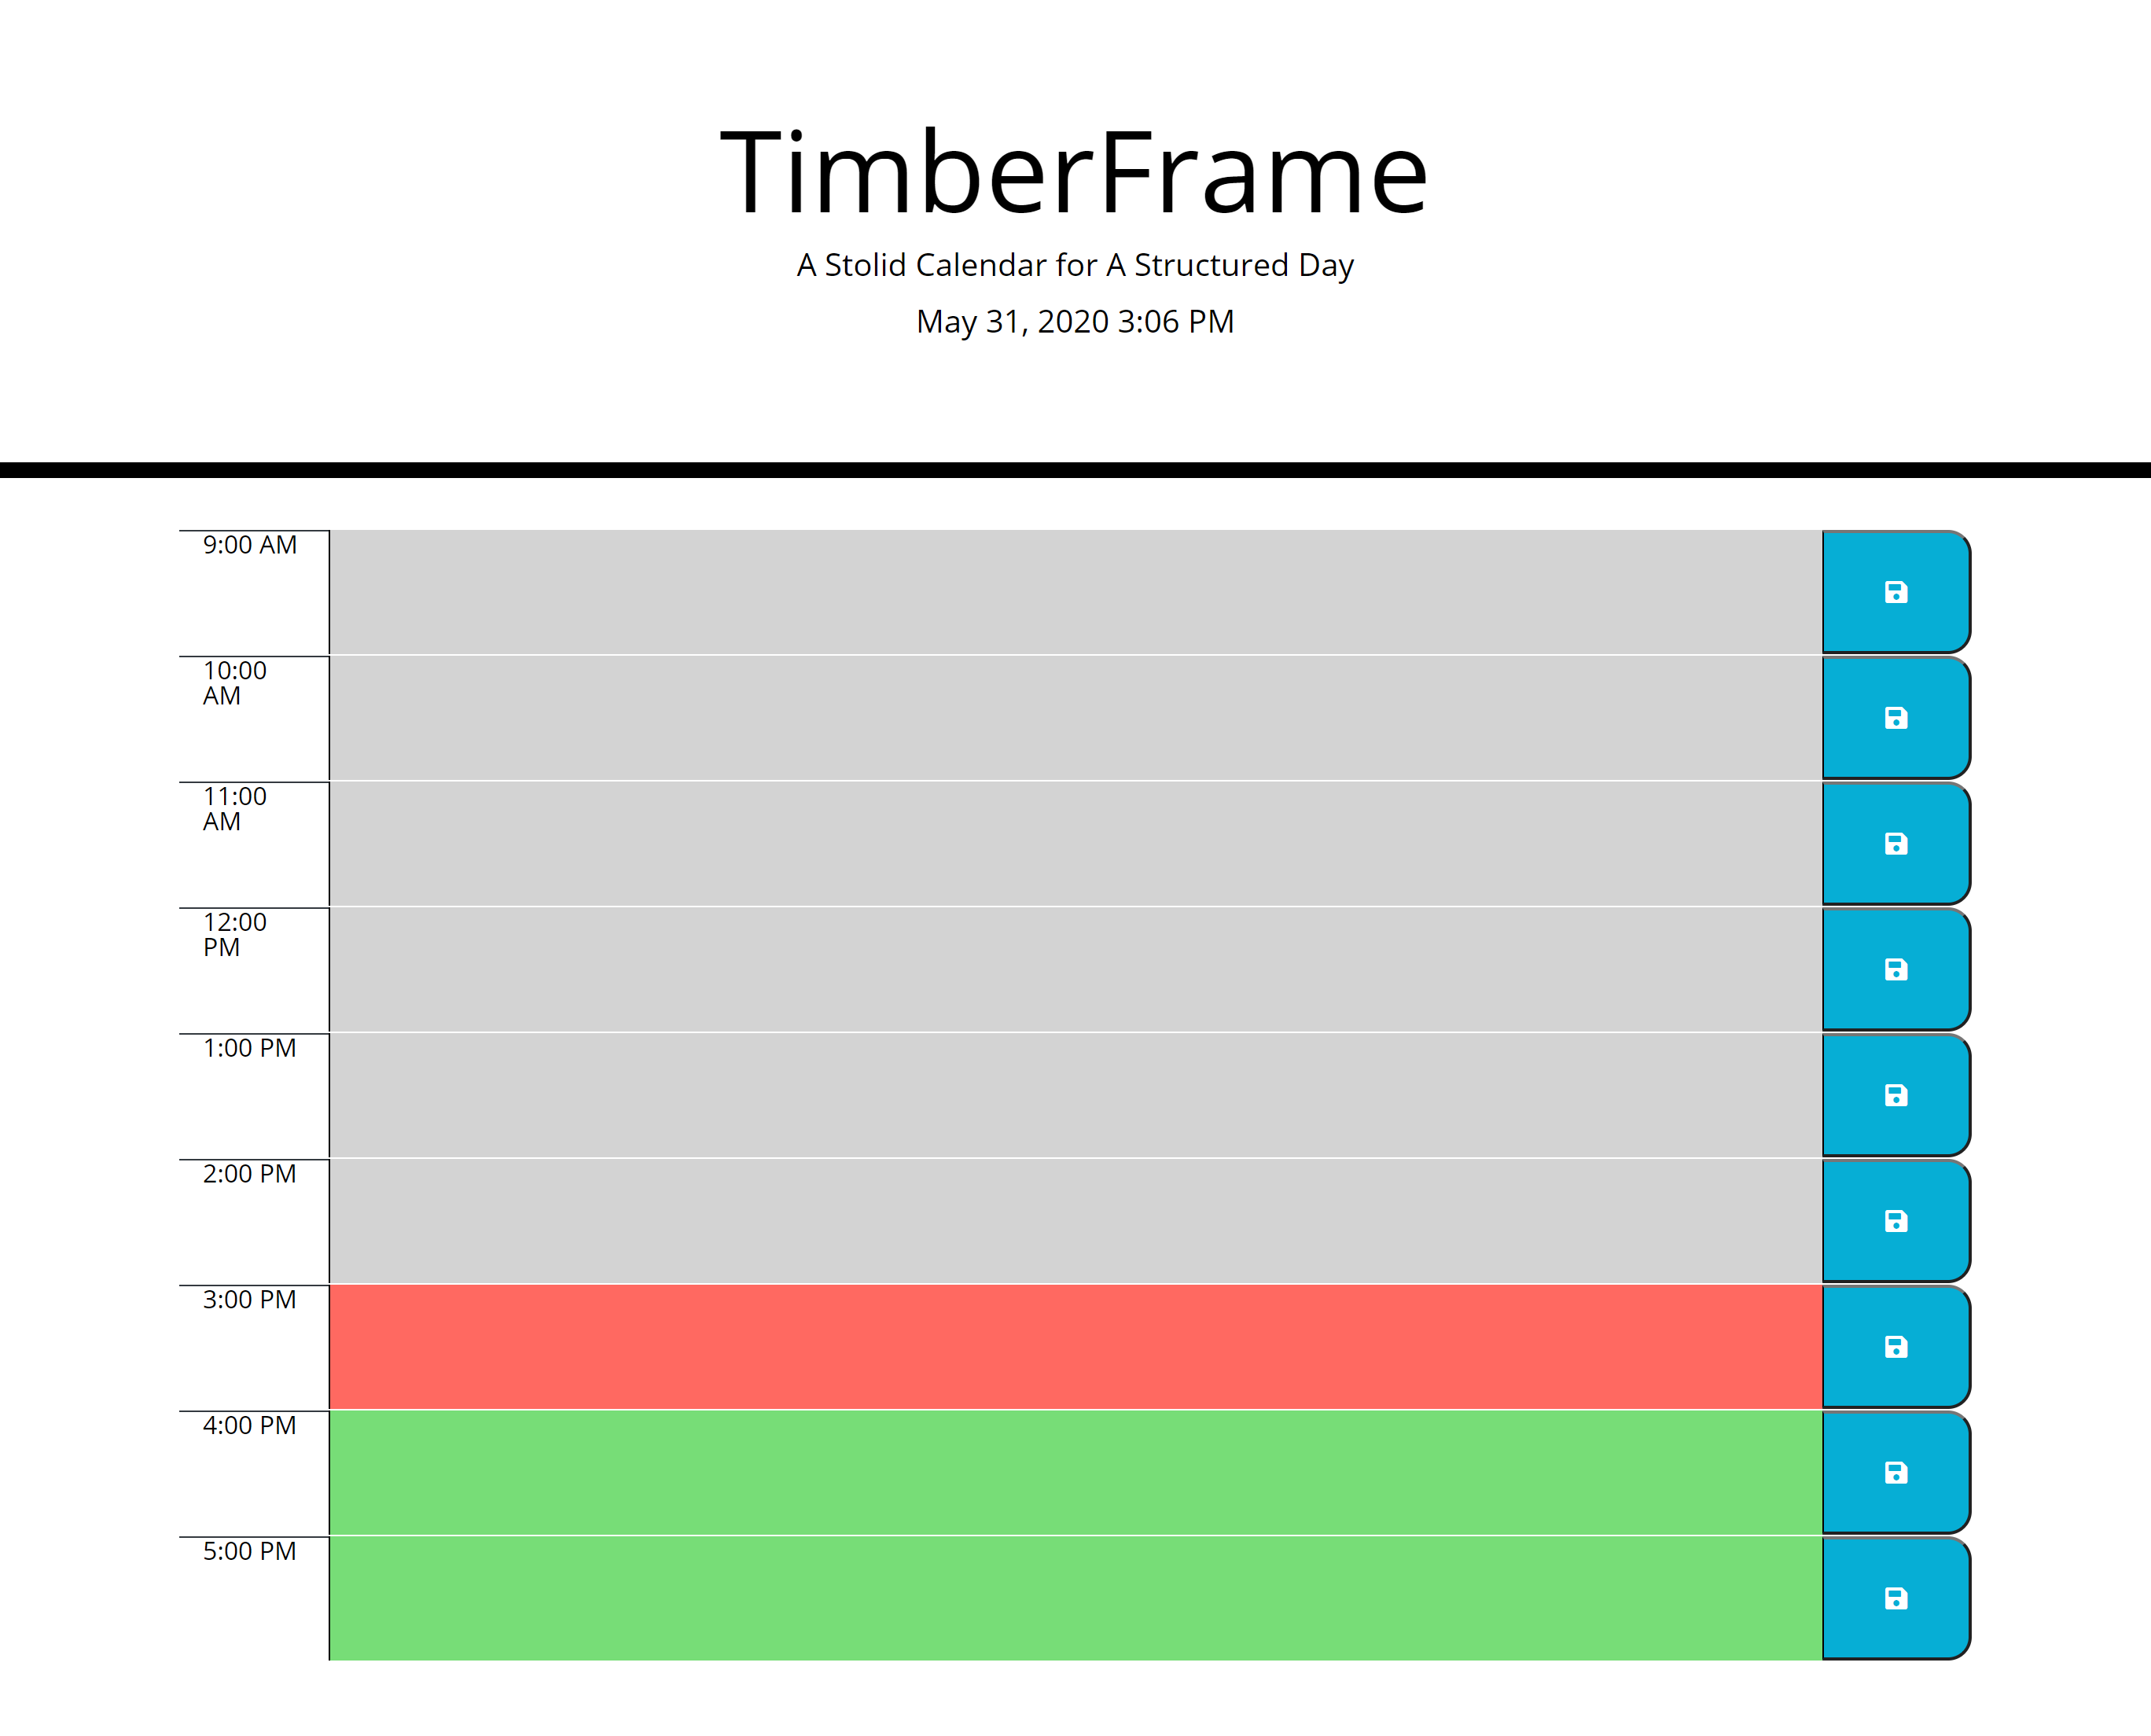 TimberFrame
A Stolid Calendar for A Structured Day
May 31, 2020 3:06 PM
9:00 AM
10:00
AM
11:00
AM
12:00
PM
1:00 PM
2:00 PM
3:00 PM
4:00 PM
5:00 PM